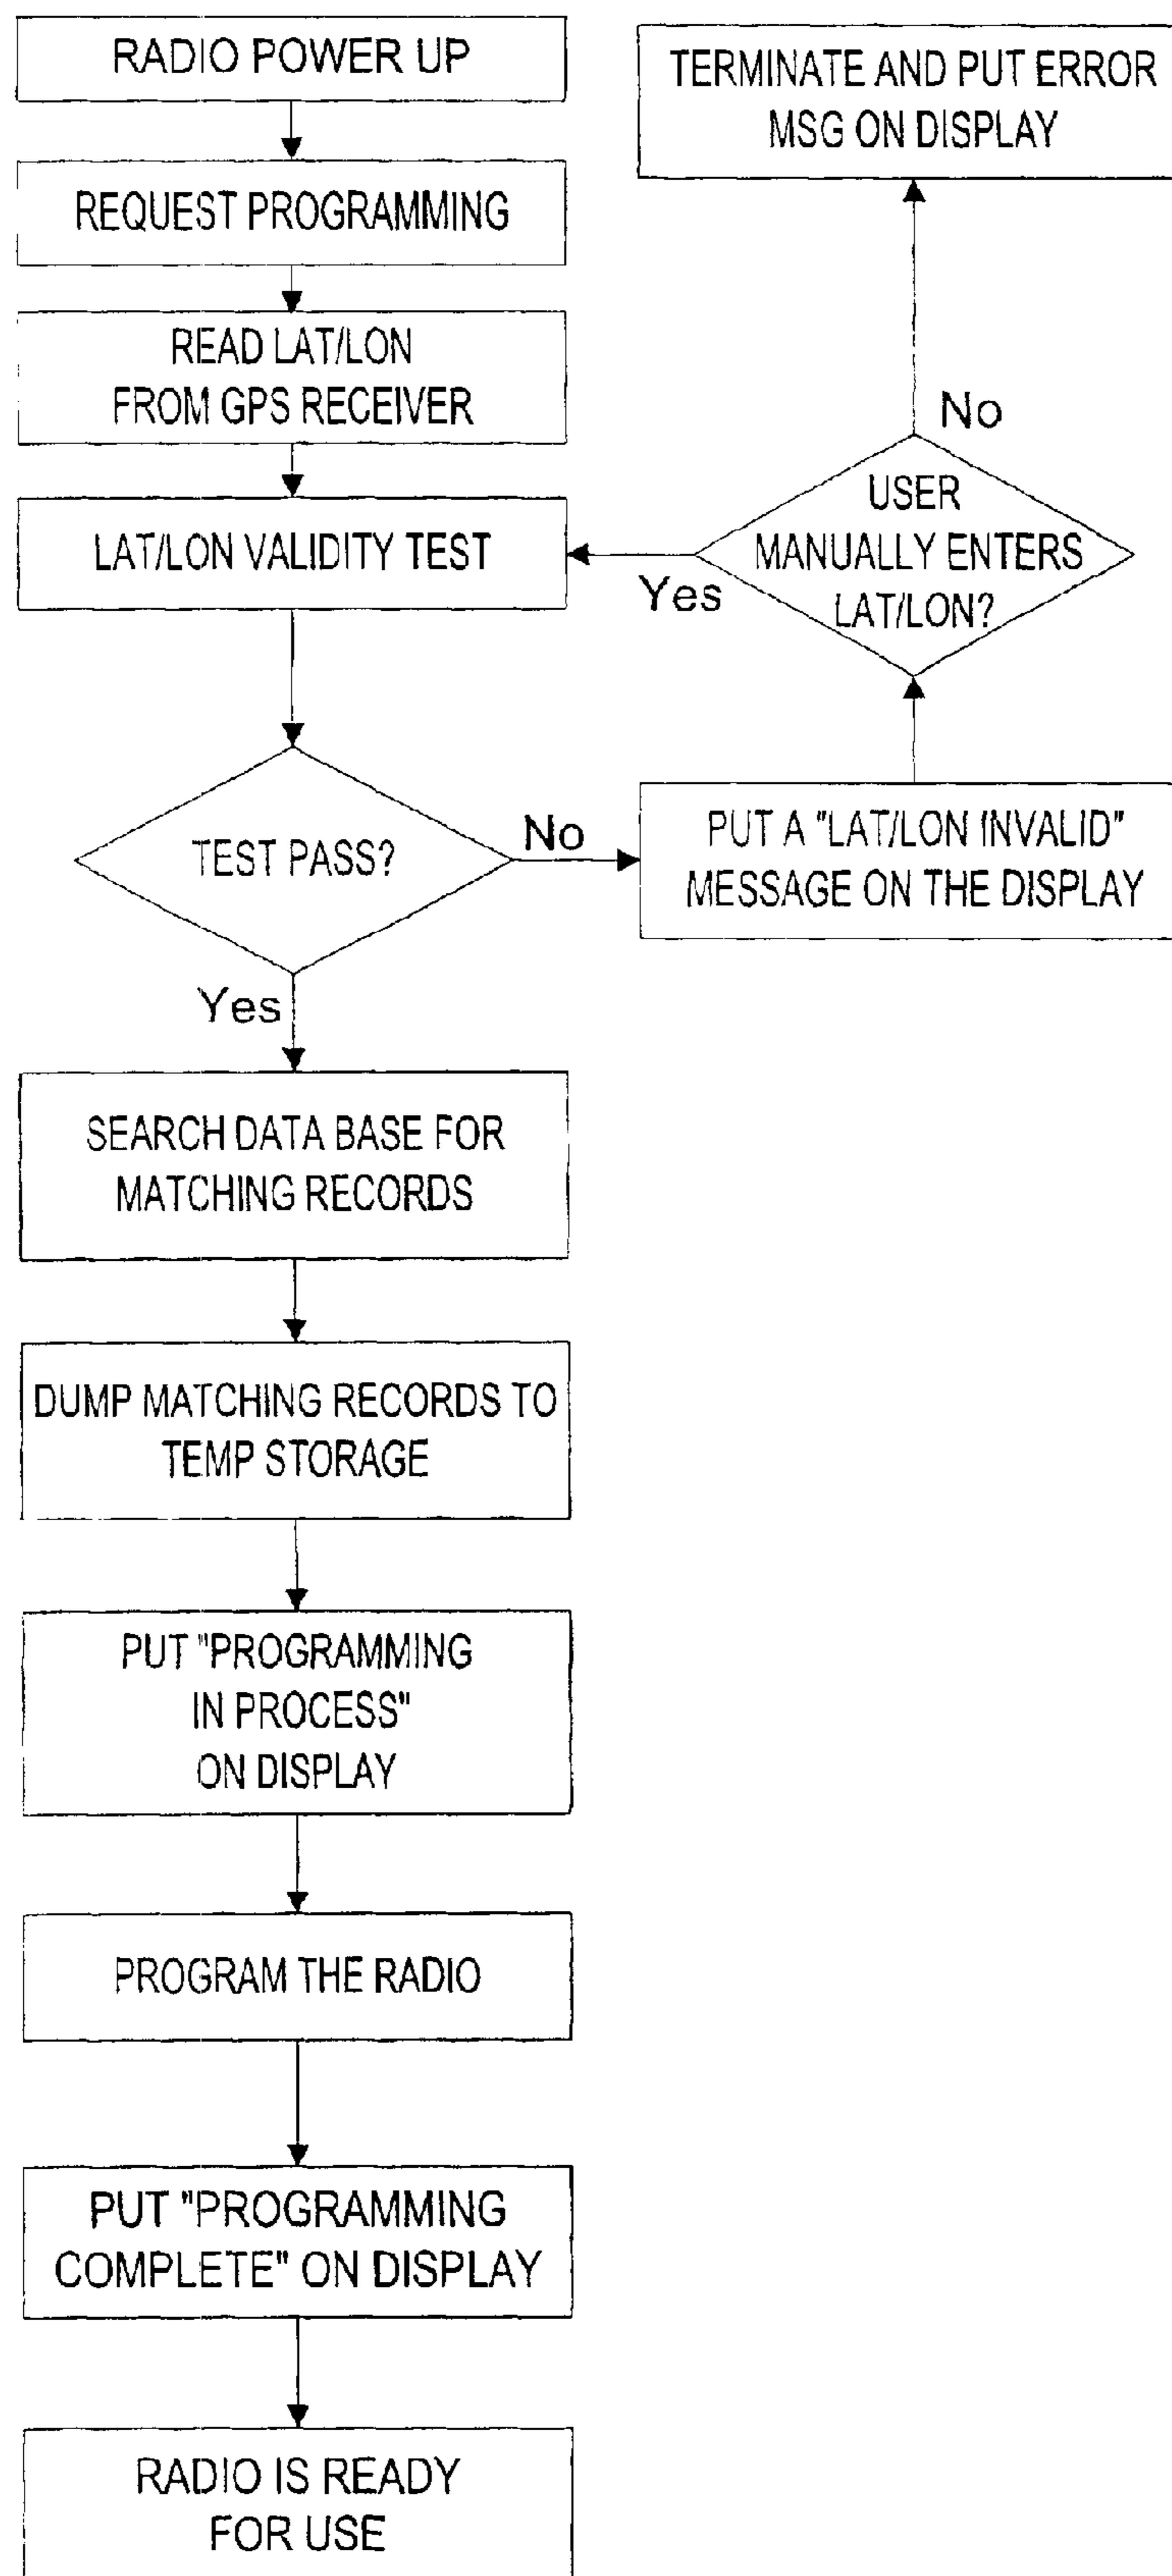 RADIO POWER UP
REQUEST PROGRAMMING
READ LAT/LON
FROM GPS RECEIVER
LAT/LON VALIDITY TEST
TEST PASS?
No
PUT A "LAT/LON INVALID"
MESSAGE ON THE DISPLAY
USER
MANUALLY ENTERS
LAT/LON?
Yes
No
TERMINATE AND PUT ERROR
MSG ON DISPLAY
Yes
SEARCH DATA BASE FOR
MATCHING RECORDS
DUMP MATCHING RECORDS TO
TEMP STORAGE
PUT "PROGRAMMING
IN PROCESS"
ON DISPLAY
PROGRAM THE RADIO
PUT "PROGRAMMING
COMPLETE" ON DISPLAY
RADIO IS READY
FOR USE